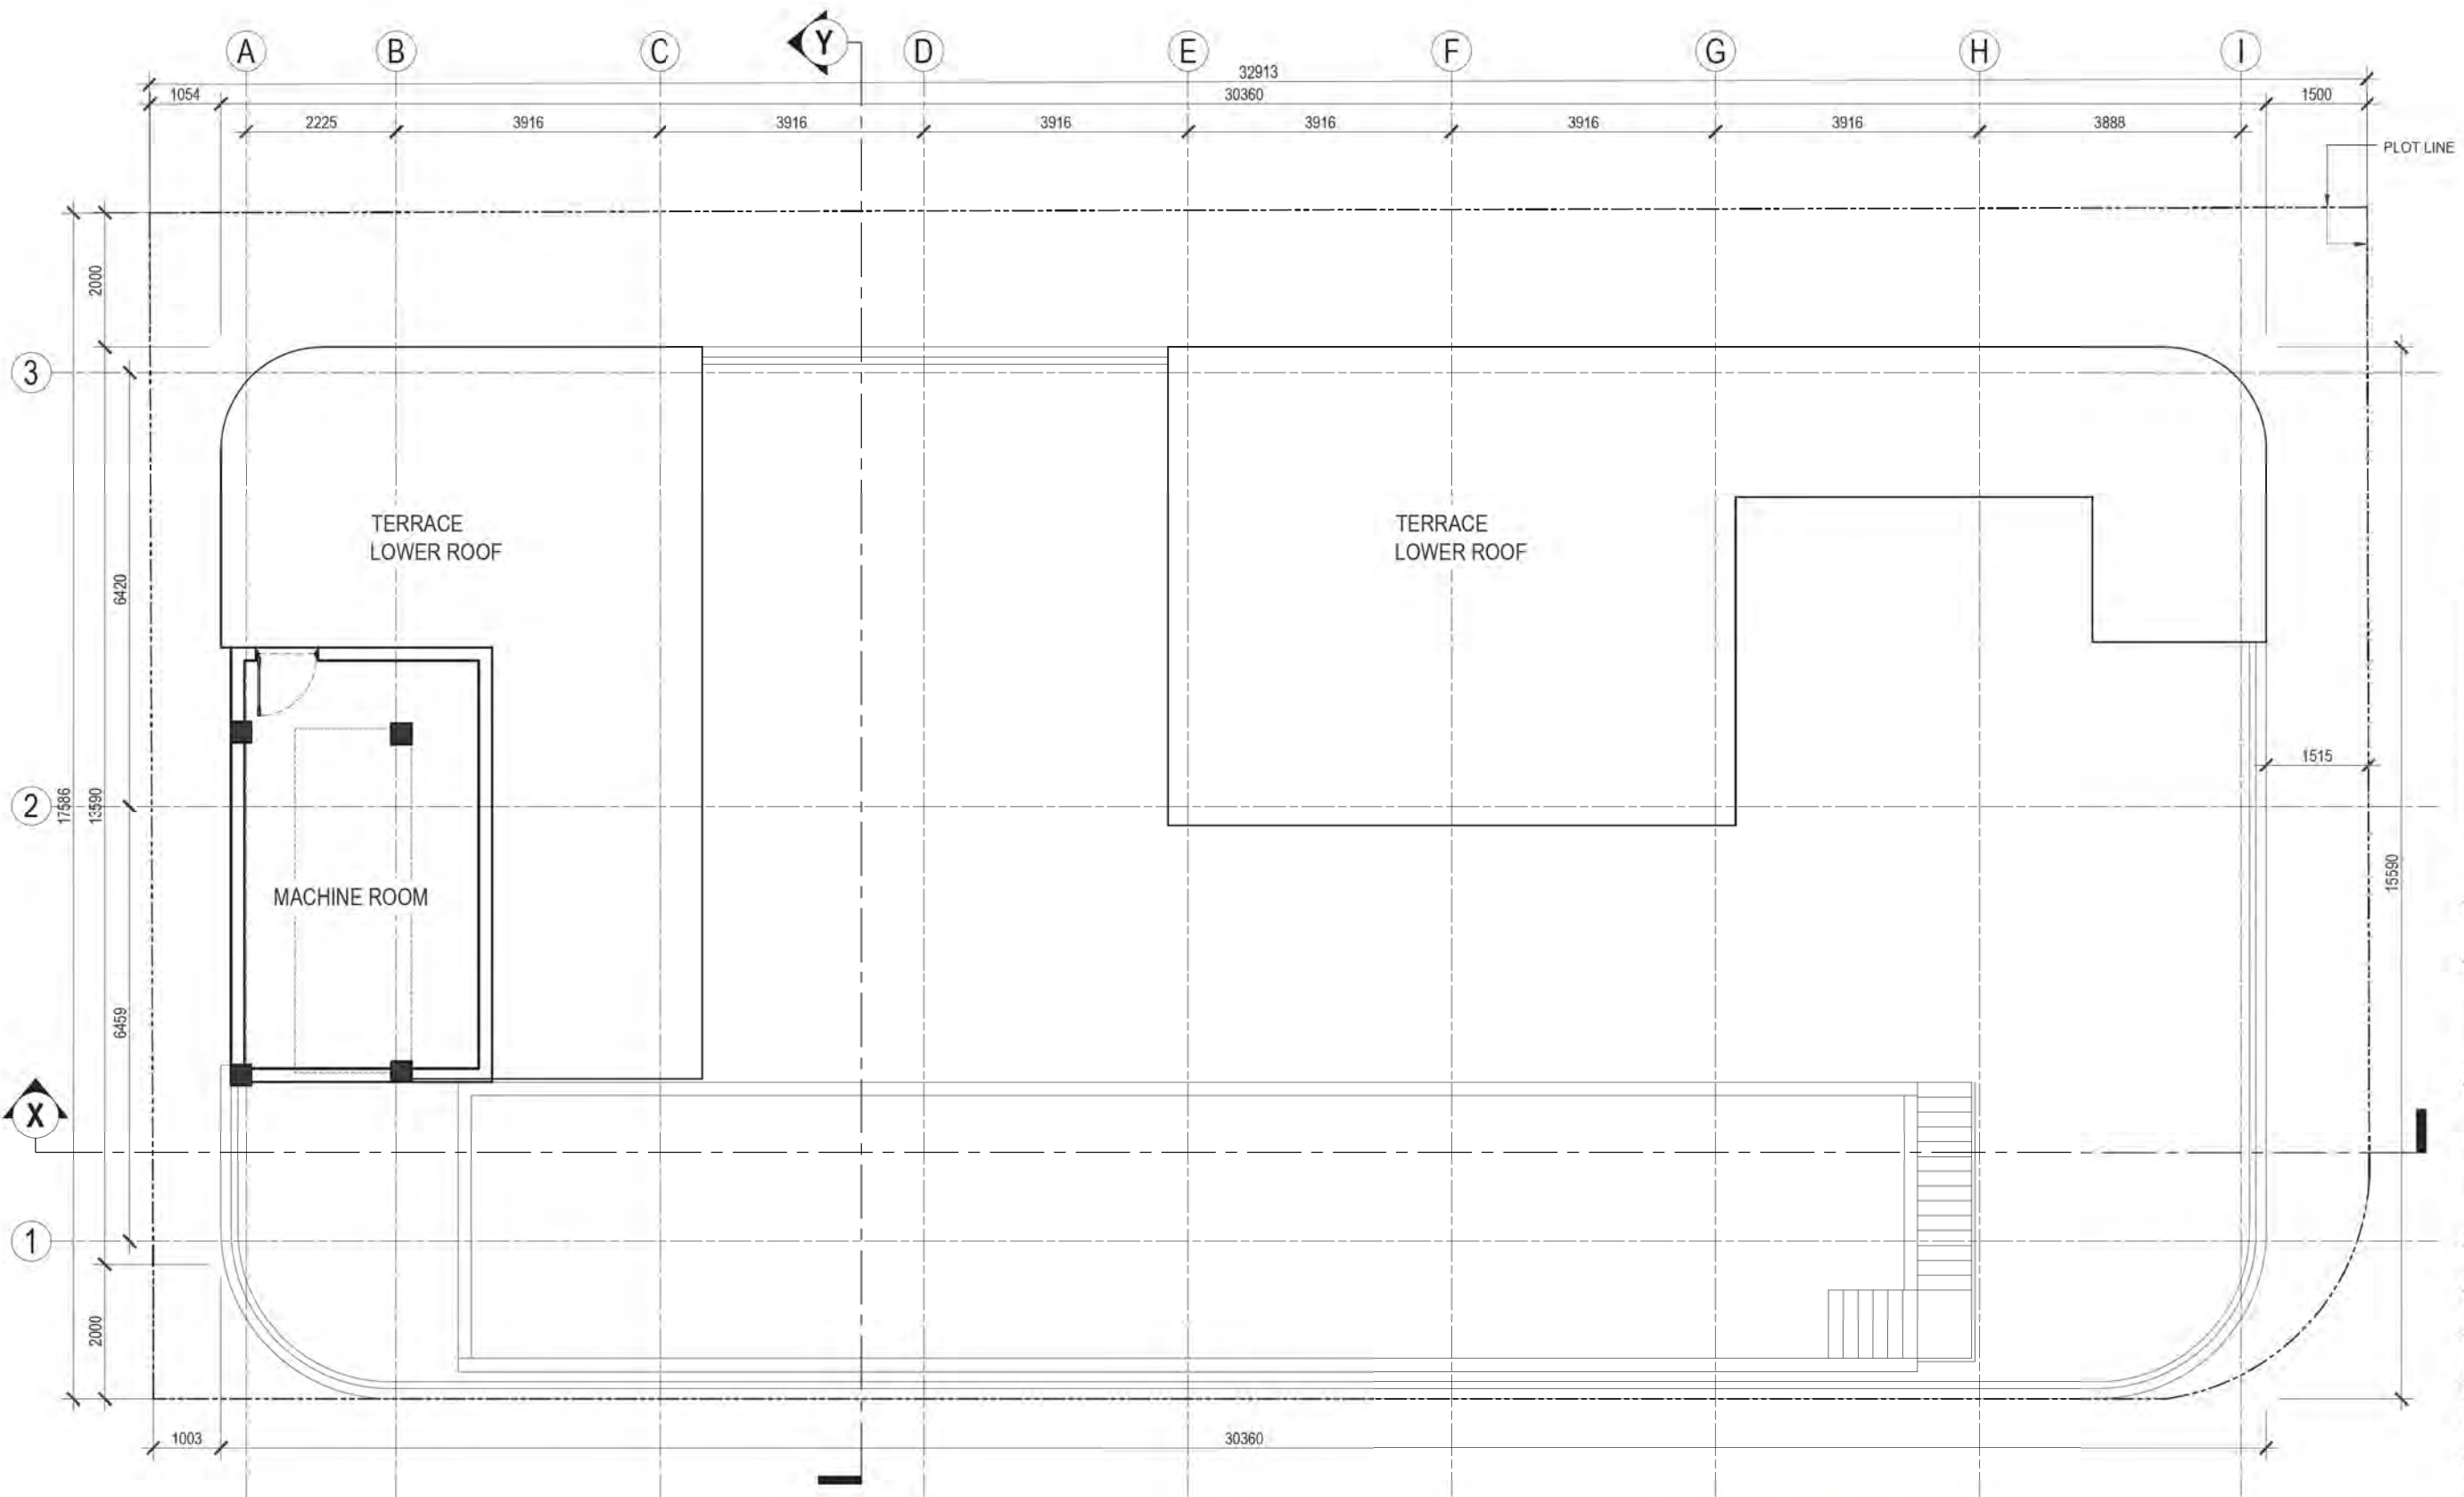 A B C Y D E F G H I
32913
1054 30360 1500
2225 3916 3916 3916 3916 3916 3916 3888
PLOT LINE
2000
3
TERRACE
LOWER ROOF
TERRACE
LOWER ROOF
6420
1515
2
17586
13590
15590
MACHINE ROOM
6459
X
1
2000
1003 30360